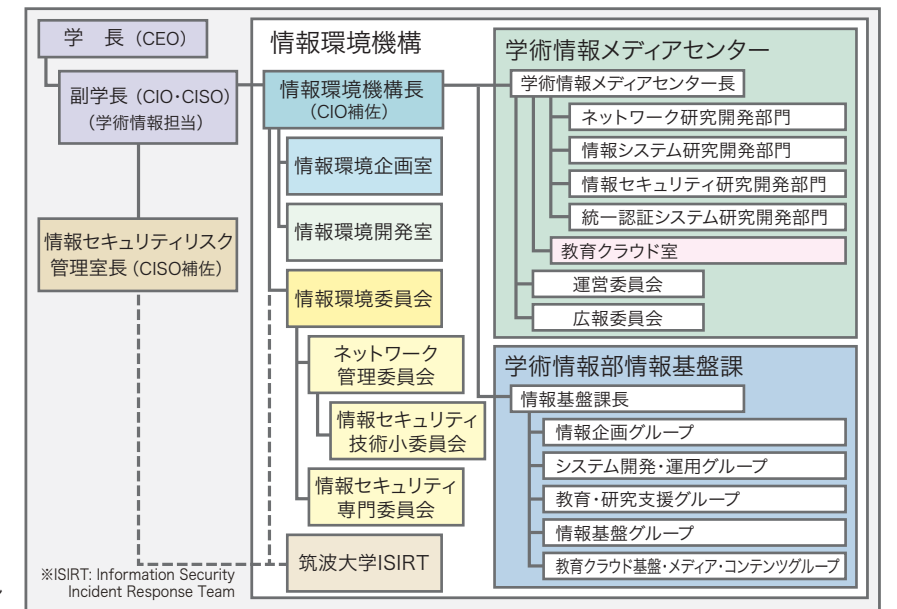 学　長（CEO）
副学長（CIO・CISO）
（学術情報担当）
情報セキュリティリスク
管理室長（CISO補佐）
※ISIRT: Information Security
Incident Response Team
情報環境機構
情報環境機構長
（CIO補佐）
情報環境企画室
情報環境開発室
情報環境委員会
ネットワーク
管理委員会
情報セキュリティ
技術小委員会
情報セキュリティ
専門委員会
筑波大学ISIRT
学術情報メディアセンター
学術情報メディアセンター長
ネットワーク研究開発部門
情報システム研究開発部門
情報セキュリティ研究開発部門
統一認証システム研究開発部門
教育クラウド室
運営委員会
広報委員会
学術情報部情報基盤課
情報基盤課長
情報企画グループ
システム開発・運用グループ
教育・研究支援グループ
情報基盤グループ
教育クラウド基盤・メディア・コンテンツグループ